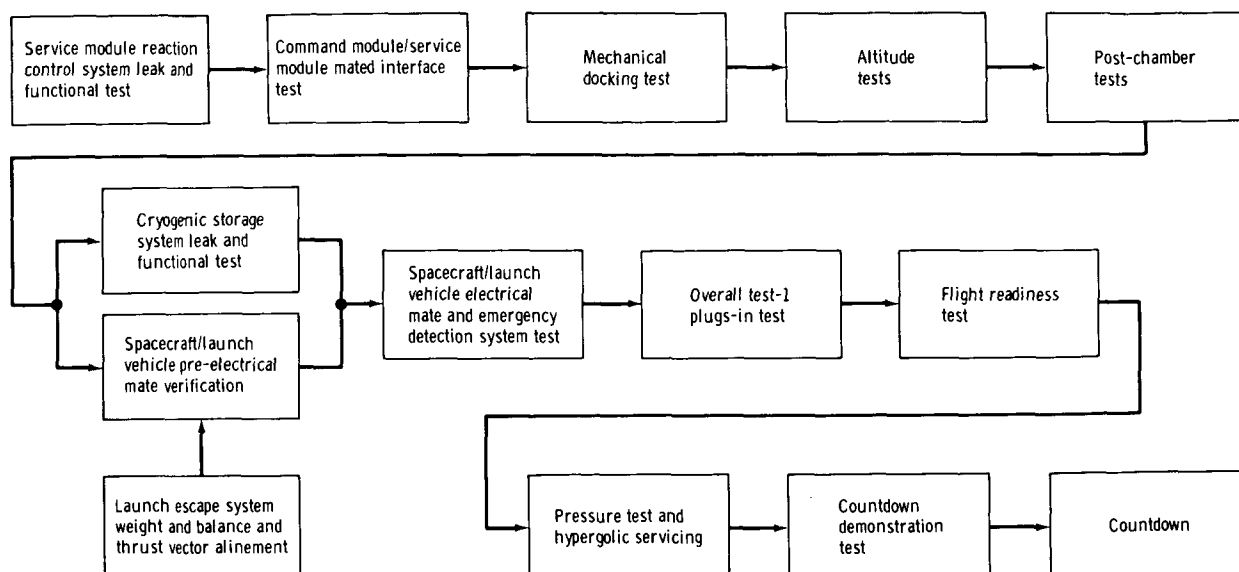 Service module reaction
control system leak and
functional test
Command module/service
module mated interface
test
Mechanical
docking test
Altitude
tests
Post-chamber
tests
Cryogenic storage
system leak and
functional test
Spacecraft/launch
vehicle pre-electrical
mate verification
Launch escape system
weight and balance and
thrust vector alinement
Spacecraft/launch
vehicle electrical
mate and emergency
detection system test
Overall test-1
plugs-in test
Flight readiness
test
Pressure test and
hypergolic servicing
Countdown
demonstration
test
Countdown